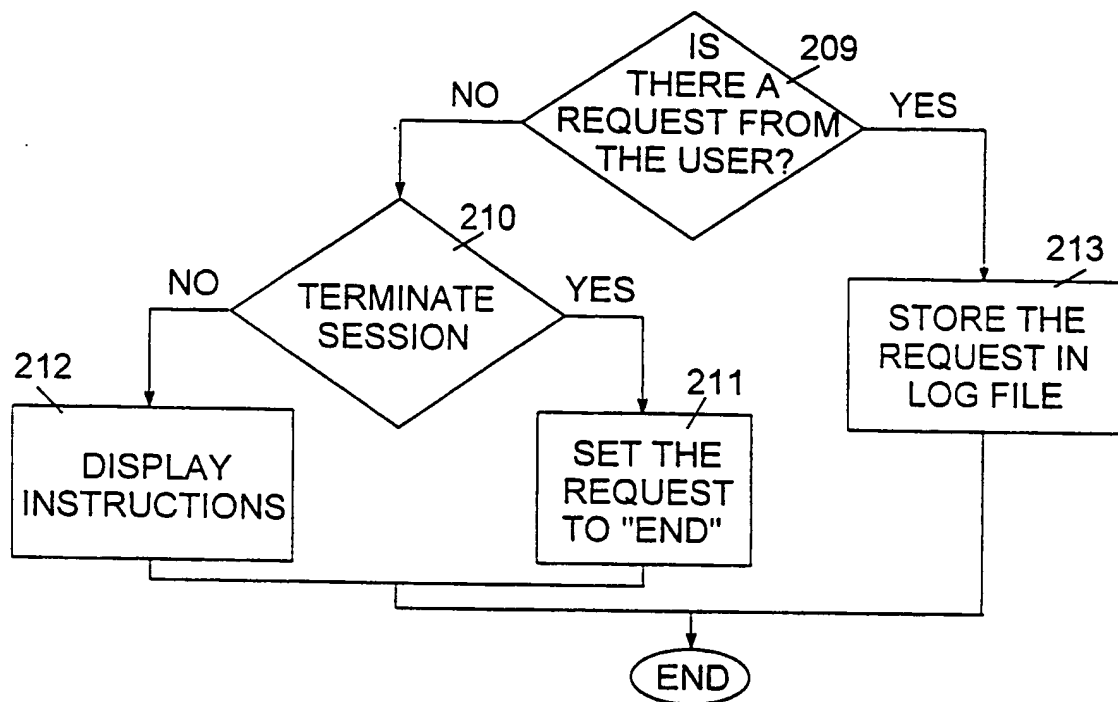 IS
THERE A
REQUEST FROM
THE USER?
209
NO
YES
210
TERMINATE
SESSION
NO
YES
213
STORE THE
REQUEST IN
LOG FILE
212
DISPLAY
INSTRUCTIONS
211
SET THE
REQUEST
TO "END"
END